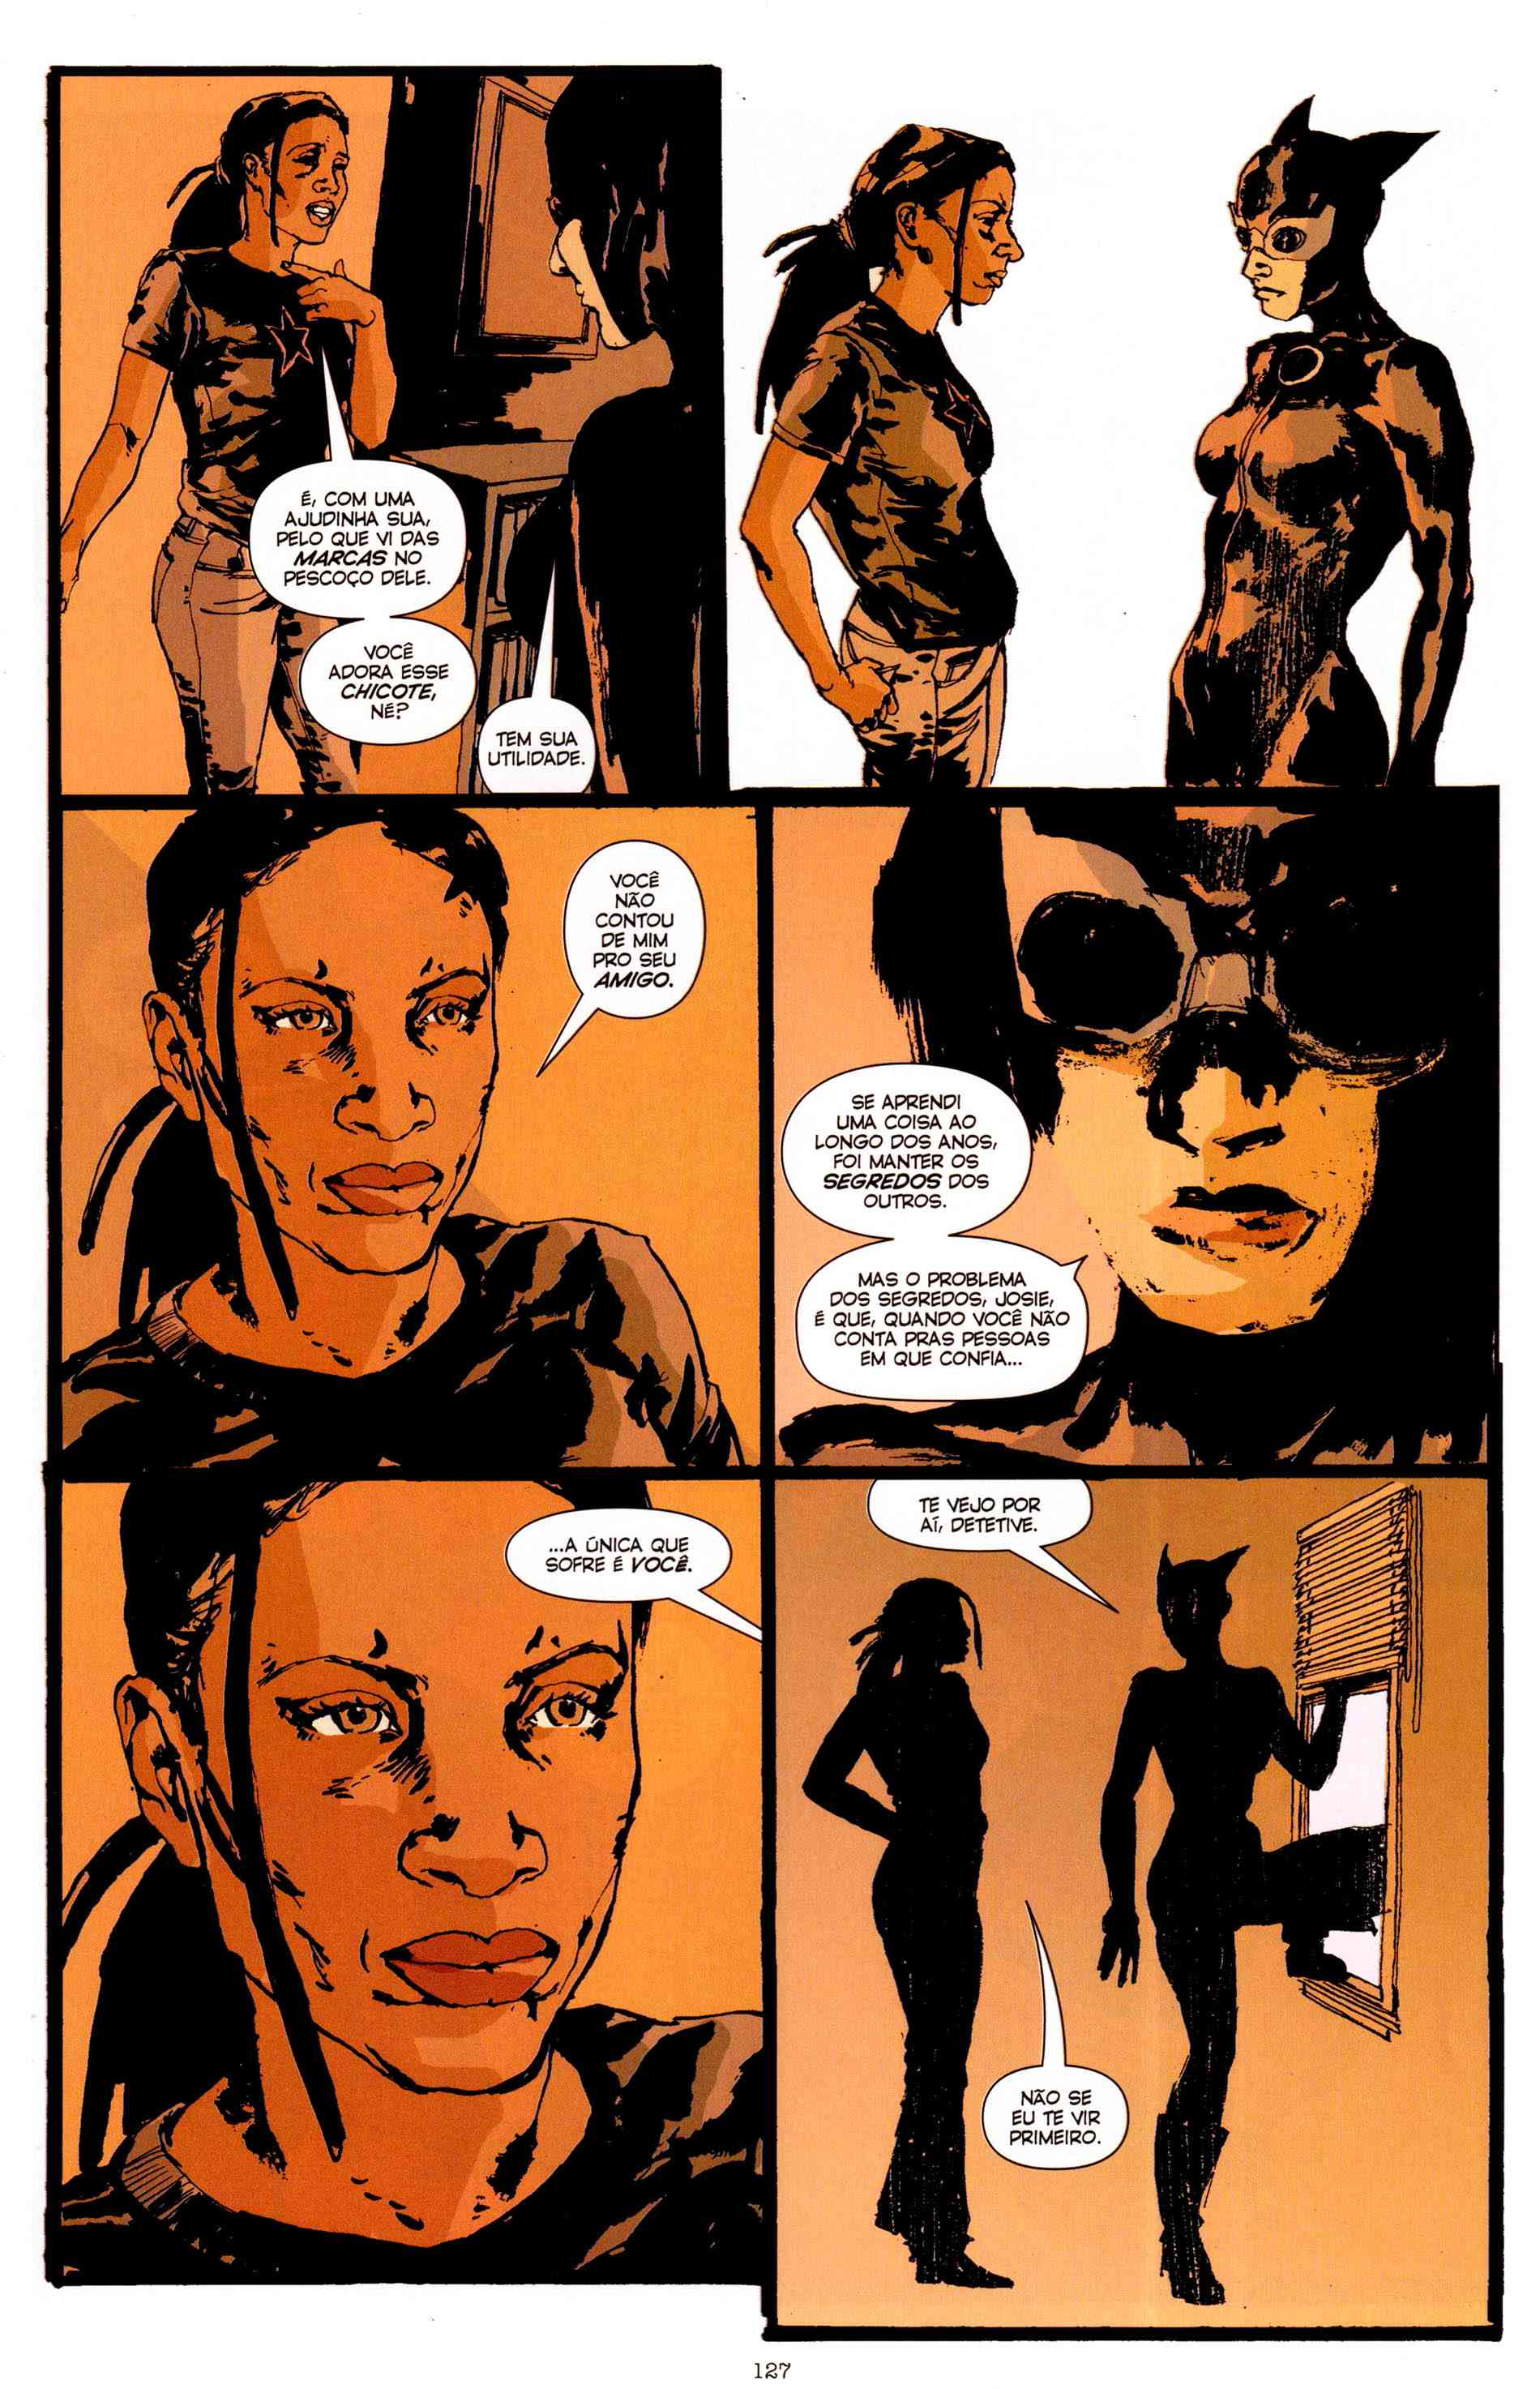 É, COM UMA
AJUDINHA SUA,
PELO QUE VI DAS
MARCAS NO
PESCOÇO DELE.
VOCÊ
ADORA ESSE
CHICOTE,
NÉ?
TEM SUA
UTILIDADE.
VOCÊ
NÃO
CONTOU
DE MIM
PRO SEU
AMIGO.
SE APRENDI
UMA COISA AO
LONGO DOS ANOS,
FOI MANTER OS
SEGREDOS DOS
OUTROS.
MAS O PROBLEMA
DOS SEGREDOS, JOSIE,
É QUE, QUANDO VOCÊ NÃO
CONTA PRAS PESSOAS
EM QUE CONFIA...
...A ÚNICA QUE
SOFRE É VOCÊ.
TE VEJO POR
AÍ, DETETIVE.
NÃO SE
EU TE VIR
PRIMEIRO.
127